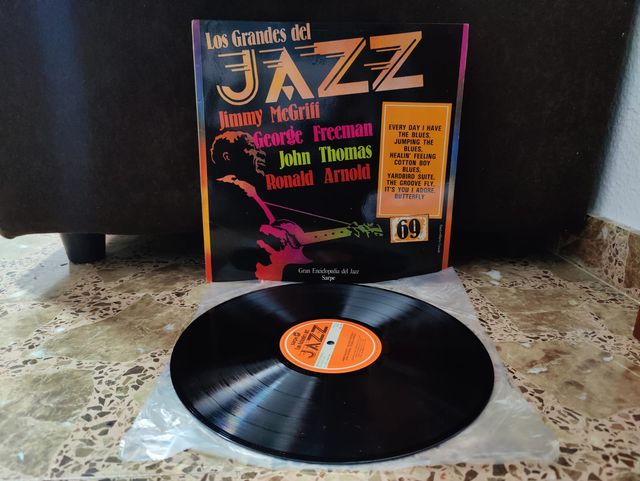 Los Grandes del
JAZZ
Jimmy McGriff
George Freeman
John Thomas
Ronald Arnold
EVERY DAY I HAVE
THE BLUES,
JUMPING THE
BLUES,
HEALIN' FEELING
COTTON BOY
BLUES,
YARDBIRD SUITE,
THE GROOVE FLY,
IT'S YOU I ADORE,
BUTTERFLY
69
Gran Enciclopedia del Jazz
Sarpe
JAZZ